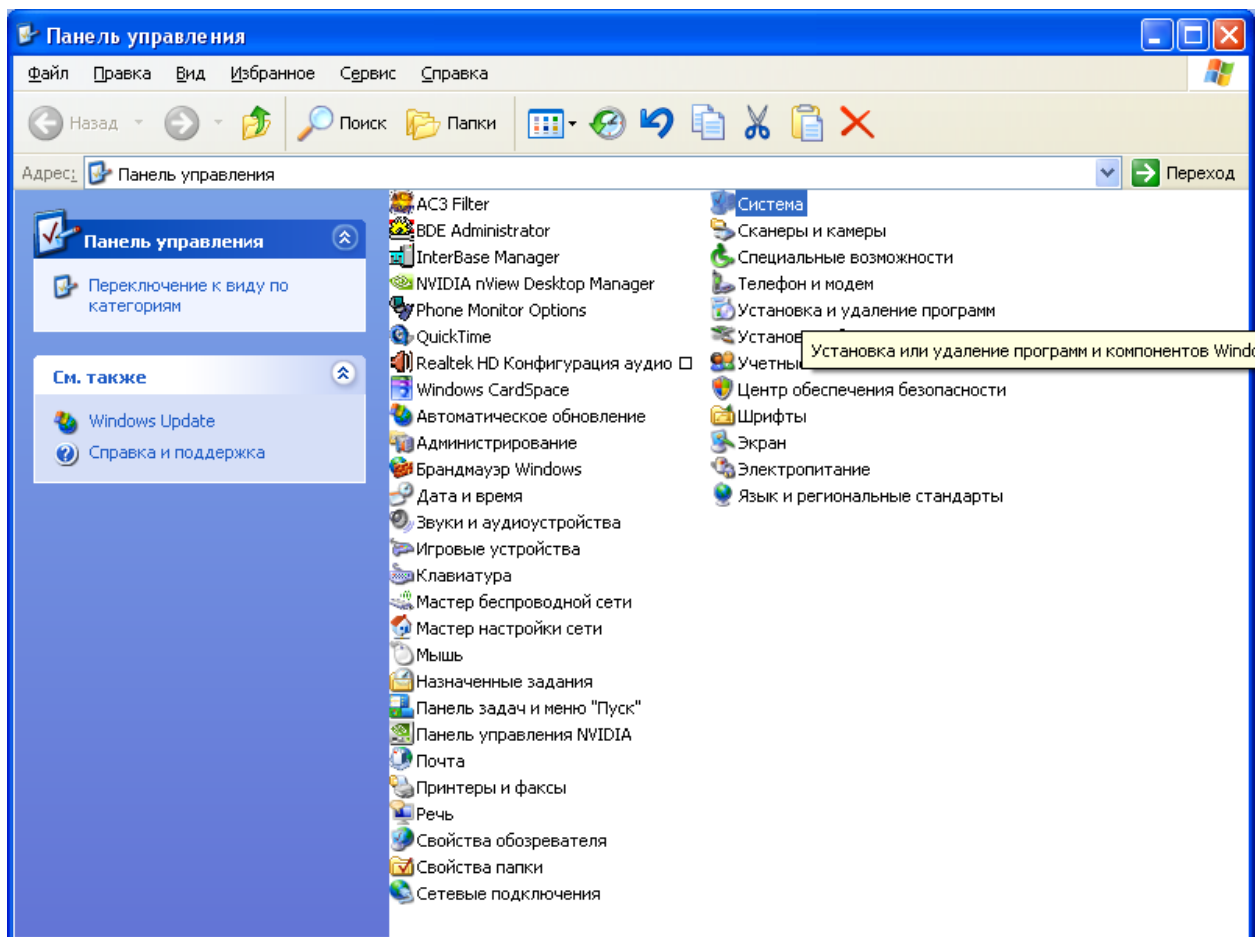 Панель управления
Файл Правка Вид Избранное Сервис Справка
Назад Поиск Папки
Адрес: Панель управления Переход
Панель управления
Переключение к виду по
категориям
См. также
Windows Update
Справка и поддержка
AC3 Filter
BDE Administrator
InterBase Manager
NVIDIA nView Desktop Manager
Phone Monitor Options
QuickTime
Realtek HD Конфигурация аудио
Windows CardSpace
Автоматическое обновление
Администрирование
Брандмауэр Windows
Дата и время
Звуки и аудиоустройства
Игровые устройства
Клавиатура
Мастер беспроводной сети
Мастер настройки сети
Мышь
Назначенные задания
Панель задач и меню "Пуск"
Панель управления NVIDIA
Почта
Принтеры и факсы
Речь
Свойства обозревателя
Свойства папки
Сетевые подключения
Система
Сканеры и камеры
Специальные возможности
Телефон и модем
Установка и удаление программ
Установка или удаление программ и компонентов Windo
Центр обеспечения безопасности
Шрифты
Экран
Электропитание
Язык и региональные стандарты